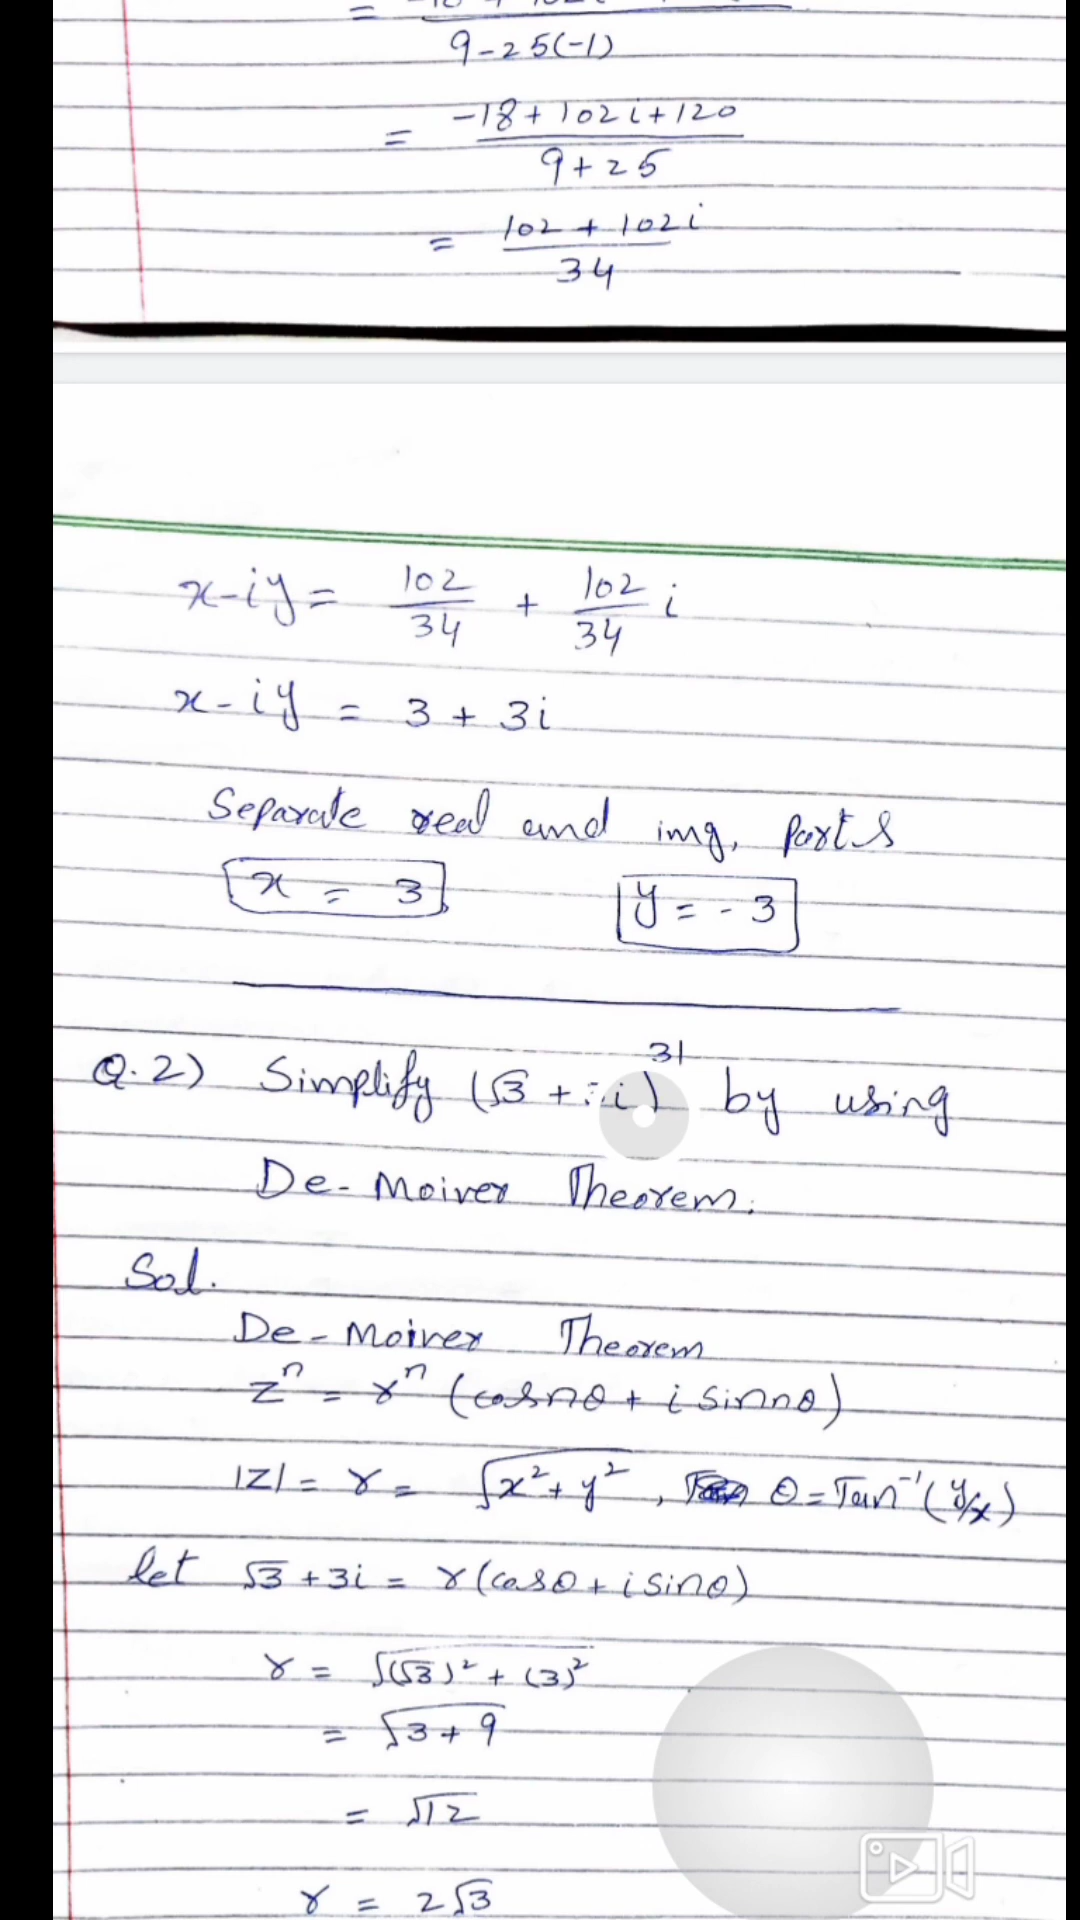 9-25(-1)
= -18+102i+120
9+25
= 102 + 102i
34
x-iy = 102/34 + 102/34 i
x-iy = 3 + 3i
Separate real and img. Parts
x = 3 y = -3
Q.2) Simplify (√3 + i)^31 by using
De-Moiver Theorem.
Sol.
De-Moiver Theorem
z^n = r^n (cosnθ + i sinnθ)
|z| = r = √x²+y² , θ = Tan⁻¹(y/x)
let √3 + 3i = r(cosθ + i sinθ)
r = √(√3)² + (3)²
= √3+9
= √12
r = 2√3